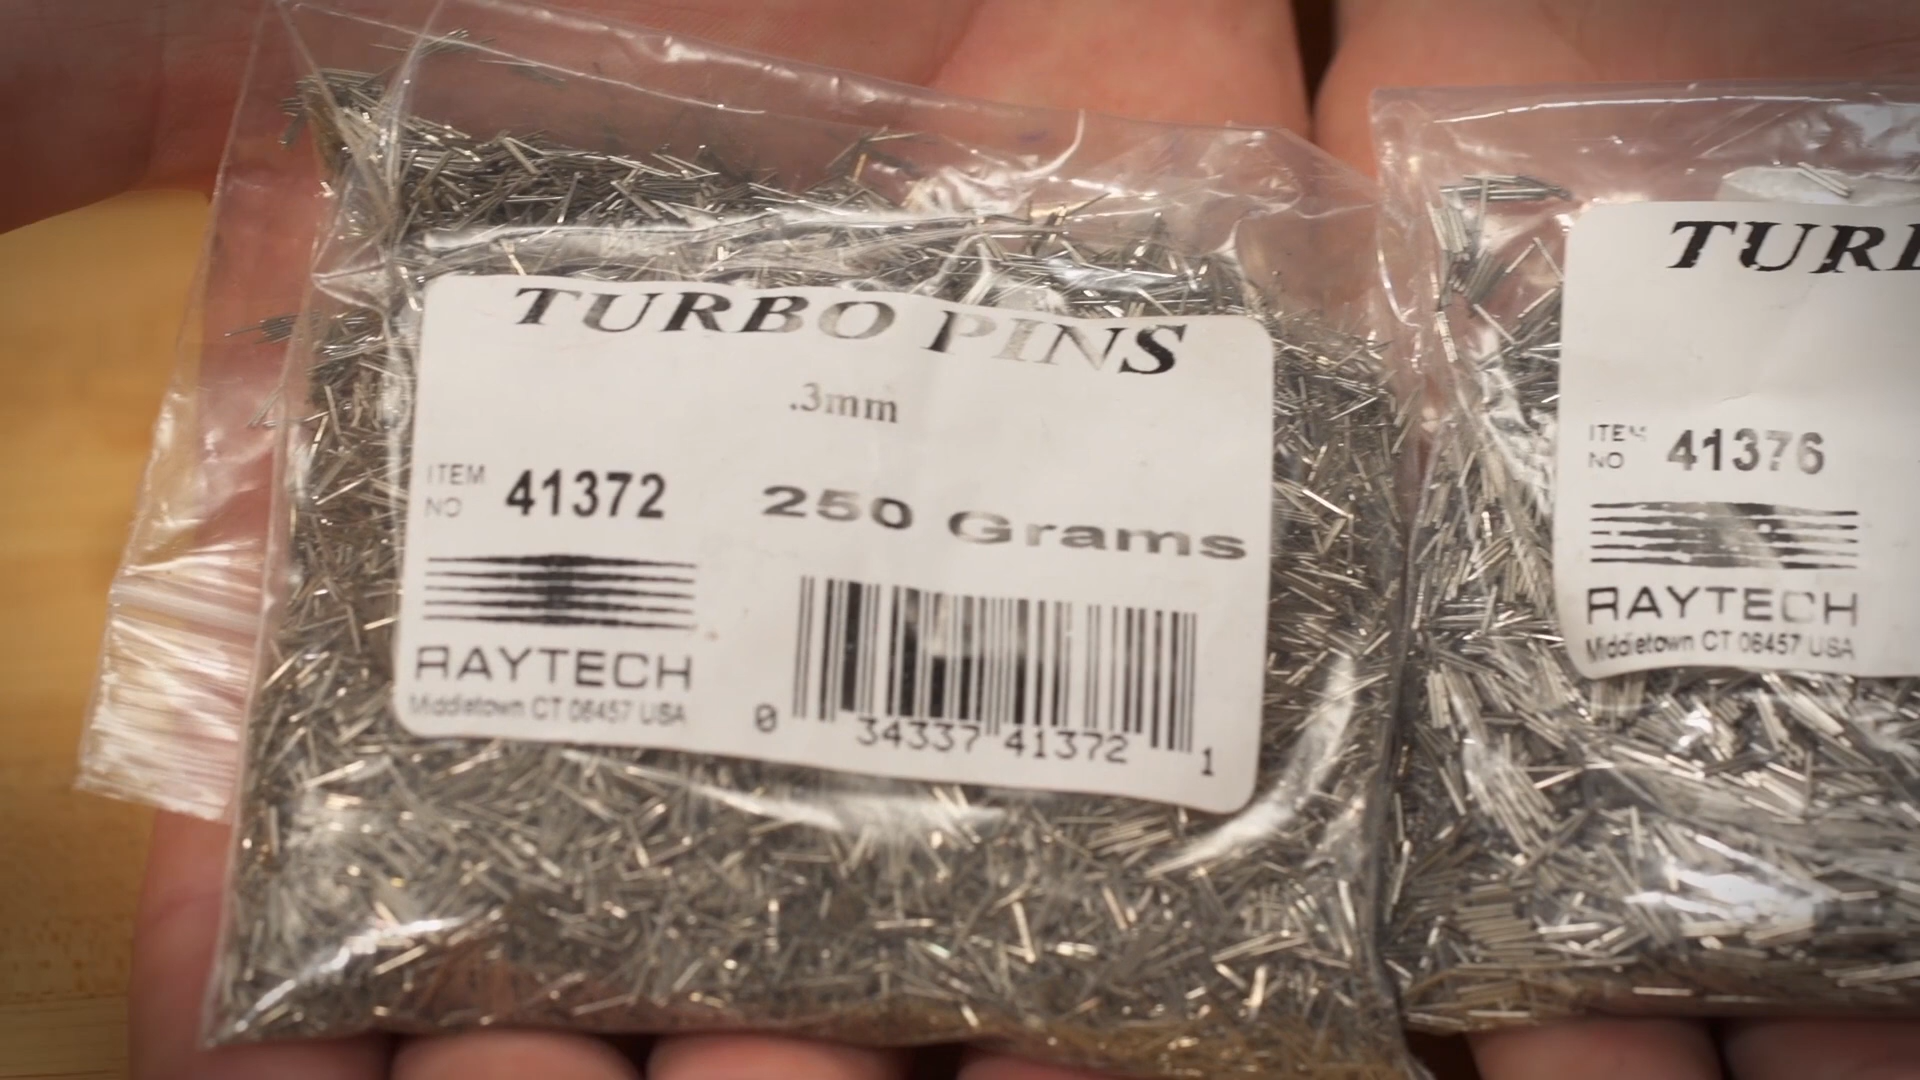 TURBO PINS
.3mm
ITEM
NO
41372
250 Grams
RAYTECH
Middletown CT 06457 USA
0 34337 41372 1
TURB
ITEM
NO
41376
RAYTECH
Middletown CT 06457 USA